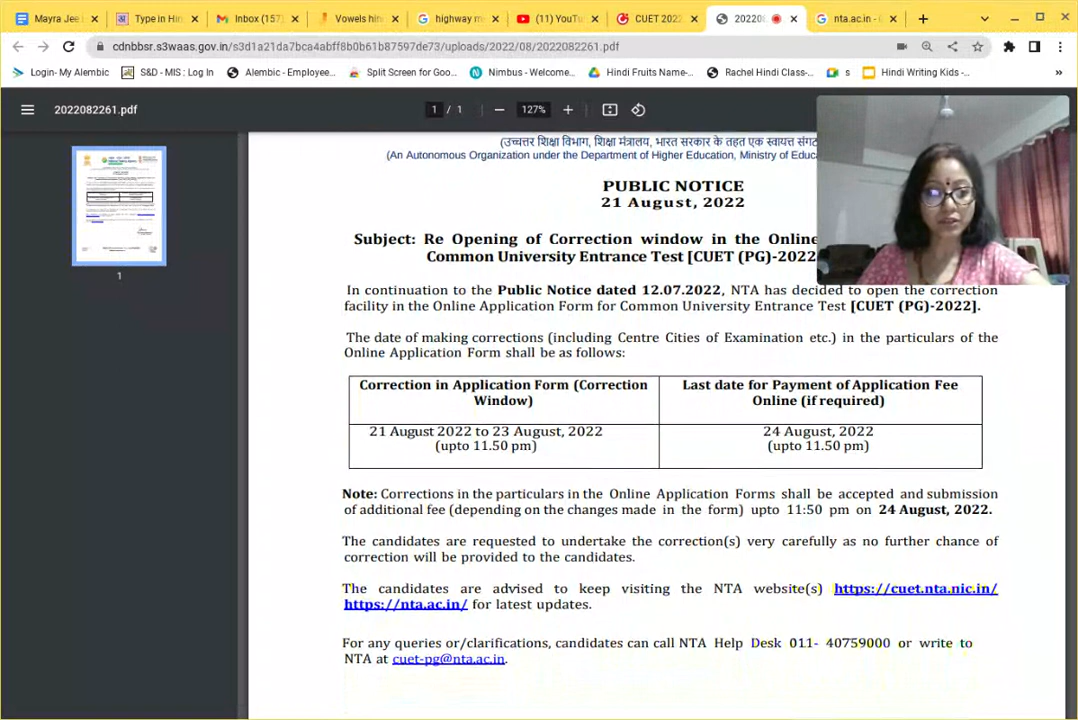 Mayra Jee
Type in Hin
Inbox (157)
Vowels hin
highway m
(11) YouTu
CUET 2022
20220
nta.ac.in - G
cdnbbsr.s3waas.gov.in/s3d1a21da7bca4abff8b0b61b87597de73/uploads/2022/08/2022082261.pdf
Login- My Alembic
S&D - MIS : Log In
Alembic - Employee...
Split Screen for Goo...
Nimbus - Welcome...
Hindi Fruits Name-...
Rachel Hindi Class-...
s
Hindi Writing Kids -...
»
2022082261.pdf
1 / 1
127%
1
(उच्चतर शिक्षा विभाग, शिक्षा मंत्रालय, भारत सरकार के तहत एक स्वायत्त संगठ
(An Autonomous Organization under the Department of Higher Education, Ministry of Educa
PUBLIC NOTICE
21 August, 2022
Subject: Re Opening of Correction window in the Online
Common University Entrance Test [CUET (PG)-2022
In continuation to the Public Notice dated 12.07.2022, NTA has decided to open the correction
facility in the Online Application Form for Common University Entrance Test [CUET (PG)-2022].
The date of making corrections (including Centre Cities of Examination etc.) in the particulars of the
Online Application Form shall be as follows:
Correction in Application Form (Correction
Window)
Last date for Payment of Application Fee
Online (if required)
21 August 2022 to 23 August, 2022
(upto 11.50 pm)
24 August, 2022
(upto 11.50 pm)
Note: Corrections in the particulars in the Online Application Forms shall be accepted and submission
of additional fee (depending on the changes made in the form) upto 11:50 pm on 24 August, 2022.
The candidates are requested to undertake the correction(s) very carefully as no further chance of
correction will be provided to the candidates.
The candidates are advised to keep visiting the NTA website(s) https://cuet.nta.nic.in/
https://nta.ac.in/ for latest updates.
For any queries or/clarifications, candidates can call NTA Help Desk 011- 40759000 or write to
NTA at cuet-pg@nta.ac.in.